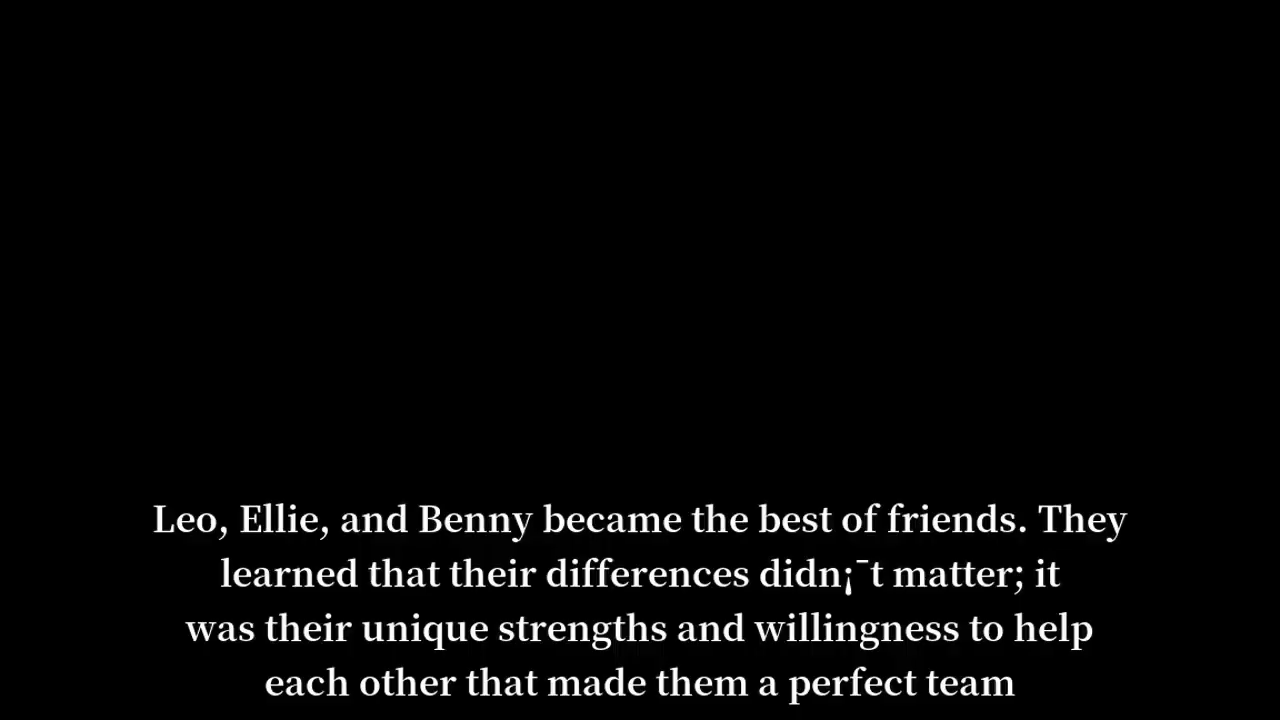 Leo, Ellie, and Benny became the best of friends. They
learned that their differences didn¡¯t matter; it
was their unique strengths and willingness to help
each other that made them a perfect team